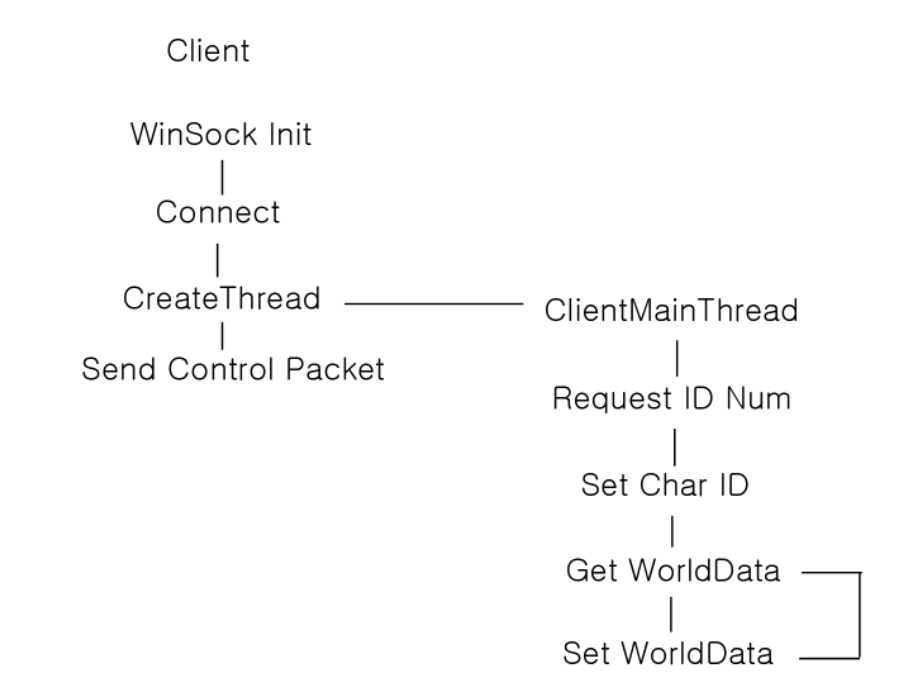 Client
WinSock Init
Connect
CreateThread
Send Control Packet
ClientMainThread
Request ID Num
Set Char ID
Get WorldData
Set WorldData